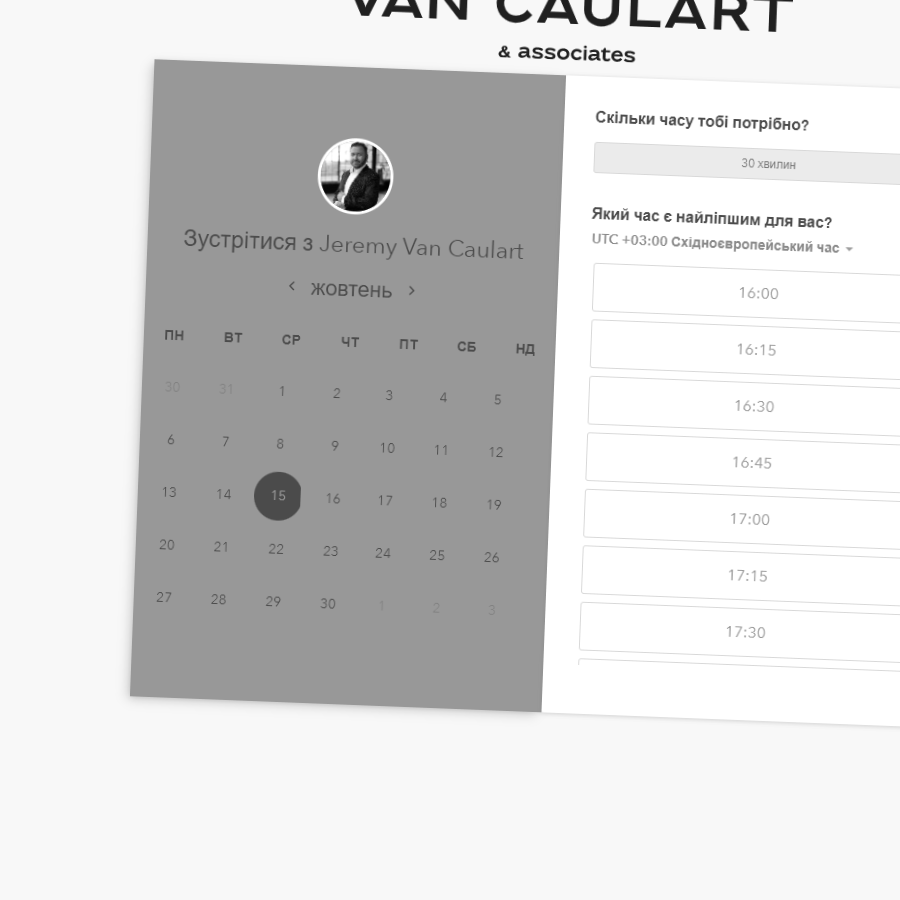 VAN CAULART
& associates
Зустрітися з Jeremy Van Caulart
жовтень
ПН ВТ СР ЧТ ПТ СБ НД
30 31 1 2 3 4 5
6 7 8 9 10 11 12
13 14 15 16 17 18 19
20 21 22 23 24 25 26
27 28 29 30 1 2 3
Скільки часу тобі потрібно?
30 хвилин
Який час є найліпшим для вас?
UTC +03:00 Східноєвропейський час
16:00
16:15
16:30
16:45
17:00
17:15
17:30